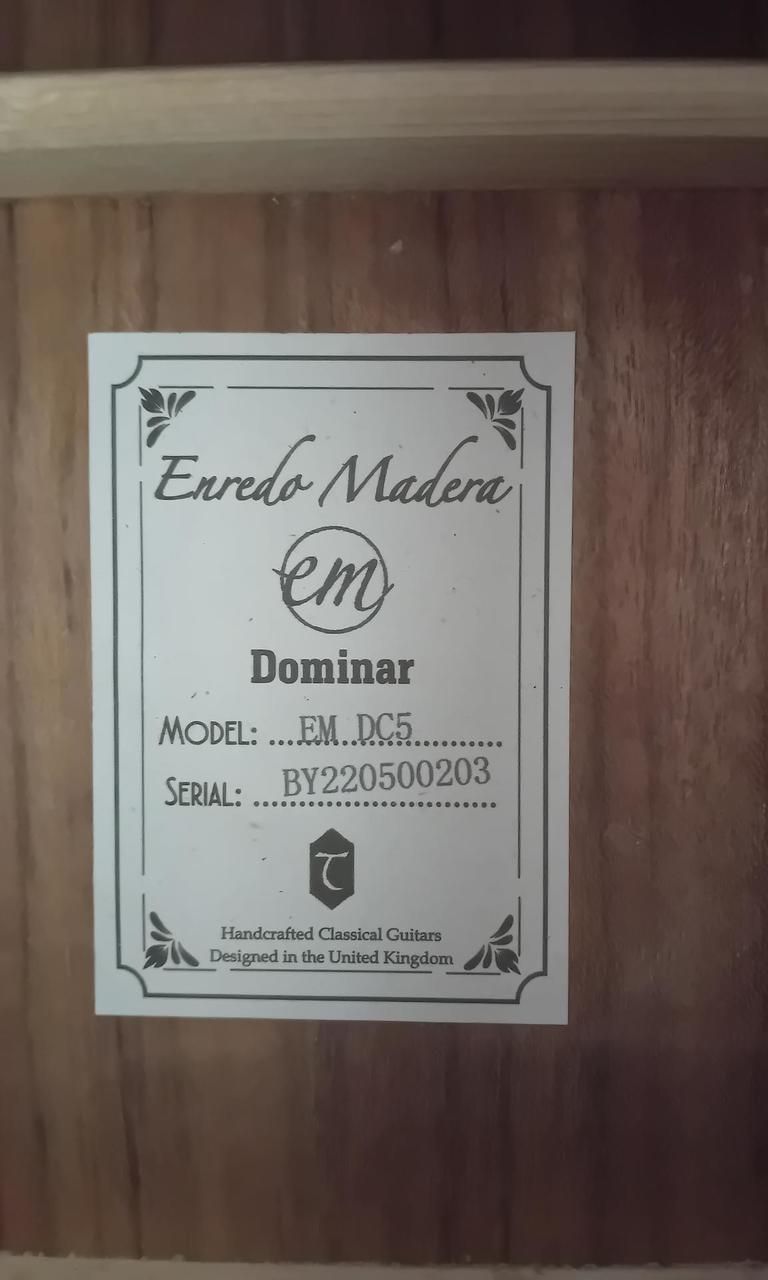 Enredo Madera
em
Dominar
MODEL: ...EM DC5............
SERIAL: ..BY220500203
T
Handcrafted Classical Guitars
Designed in the United Kingdom